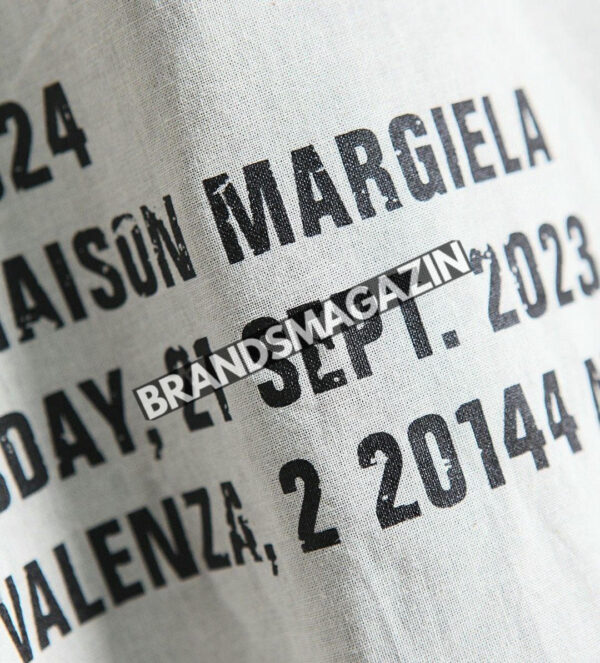 24
MAISON MARGIELA
SDAY, 21 SEPT. 2023
VALENZA, 2 20144
BRANDSMAGAZIN